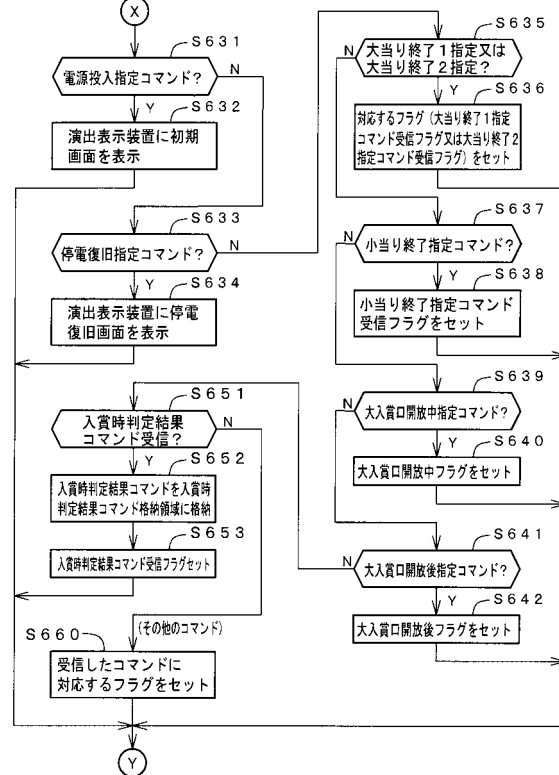 X
S631
電源投入指定コマンド?
N
Y
S632
演出表示装置に初期
画面を表示
S633
停電復旧指定コマンド?
N
Y
S634
演出表示装置に停電
復旧画面を表示
S635
N
大当り終了1指定又は
大当り終了2指定?
Y
S636
対応するフラグ(大当り終了1指定
コマンド受信フラグ又は大当り終了2
指定コマンド受信フラグ)をセット
S637
N
小当り終了指定コマンド?
Y
S638
小当り終了指定コマンド
受信フラグをセット
S639
N
大入賞口開放中指定コマンド?
Y
S640
大入賞口開放中フラグをセット
S641
N
大入賞口開放後指定コマンド?
Y
S642
大入賞口開放後フラグをセット
S651
入賞時判定結果
コマンド受信?
N
Y
S652
入賞時判定結果コマンドを入賞時
判定結果コマンド格納領域に格納
S653
入賞時判定結果コマンド受信フラグセット
(その他のコマンド)
S660
受信したコマンドに
対応するフラグをセット
Y